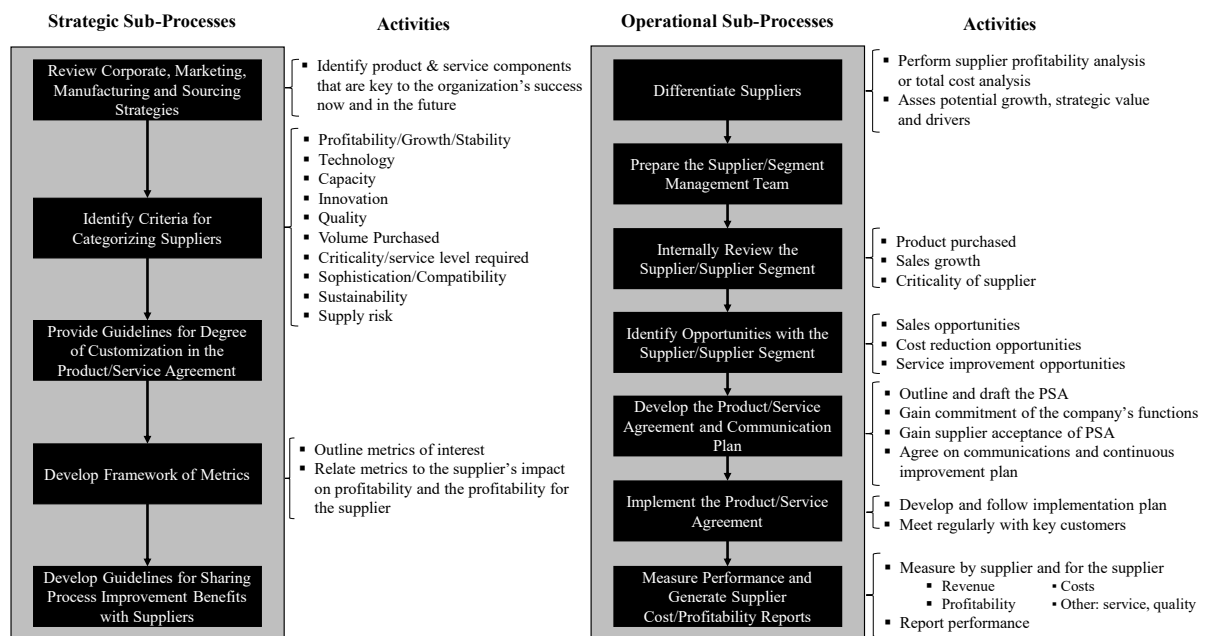 Strategic Sub-Processes
Activities
Review Corporate, Marketing,
Manufacturing and Sourcing
Strategies
▪ Identify product & service components
that are key to the organization's success
now and in the future
Identify Criteria for
Categorizing Suppliers
▪ Profitability/Growth/Stability
▪ Technology
▪ Capacity
▪ Innovation
▪ Quality
▪ Volume Purchased
▪ Criticality/service level required
▪ Sophistication/Compatibility
▪ Sustainability
▪ Supply risk
Provide Guidelines for Degree
of Customization in the
Product/Service Agreement
Develop Framework of Metrics
▪ Outline metrics of interest
▪ Relate metrics to the supplier's impact
on profitability and the profitability for
the supplier
Develop Guidelines for Sharing
Process Improvement Benefits
with Suppliers
Operational Sub-Processes
Activities
Differentiate Suppliers
▪ Perform supplier profitability analysis
or total cost analysis
▪ Asses potential growth, strategic value
and drivers
Prepare the Supplier/Segment
Management Team
Internally Review the
Supplier/Supplier Segment
▪ Product purchased
▪ Sales growth
▪ Criticality of supplier
Identify Opportunities with the
Supplier/Supplier Segment
▪ Sales opportunities
▪ Cost reduction opportunities
▪ Service improvement opportunities
Develop the Product/Service
Agreement and Communication
Plan
▪ Outline and draft the PSA
▪ Gain commitment of the company's functions
▪ Gain supplier acceptance of PSA
▪ Agree on communications and continuous
improvement plan
Implement the Product/Service
Agreement
▪ Develop and follow implementation plan
▪ Meet regularly with key customers
Measure Performance and
Generate Supplier
Cost/Profitability Reports
▪ Measure by supplier and for the supplier
▪ Revenue ▪ Costs
▪ Profitability ▪ Other: service, quality
▪ Report performance